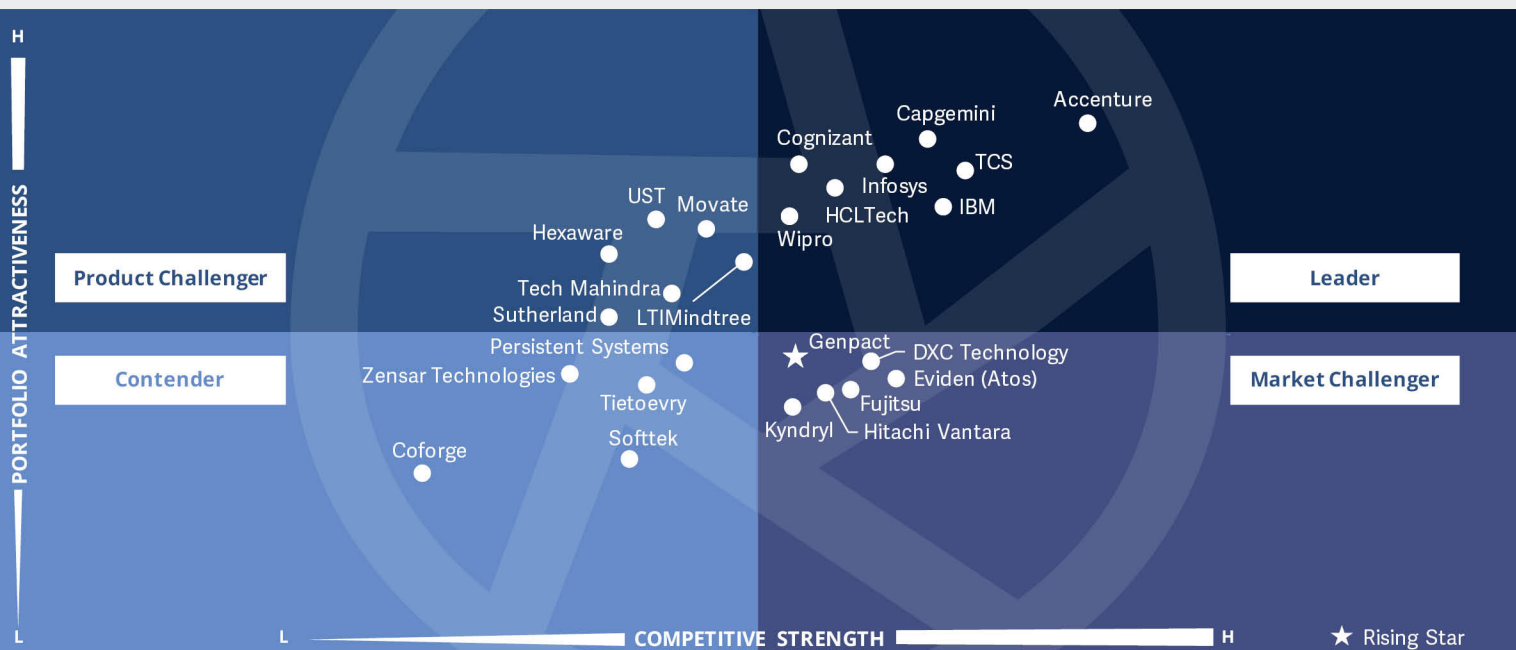 H
Accenture
Capgemini
Cognizant
TCS
Infosys
UST
Movate
IBM
HCLTech
Hexaware
Wipro
Product Challenger
Leader
Tech Mahindra
Sutherland
LTIMindtree
PORTFOLIO ATTRACTIVENESS
Persistent Systems
Genpact
DXC Technology
Contender
Zensar Technologies
Eviden (Atos)
Market Challenger
Tietoevry
Fujitsu
Kyndryl
Hitachi Vantara
Softtek
Coforge
L
L
COMPETITIVE STRENGTH
H
Rising Star